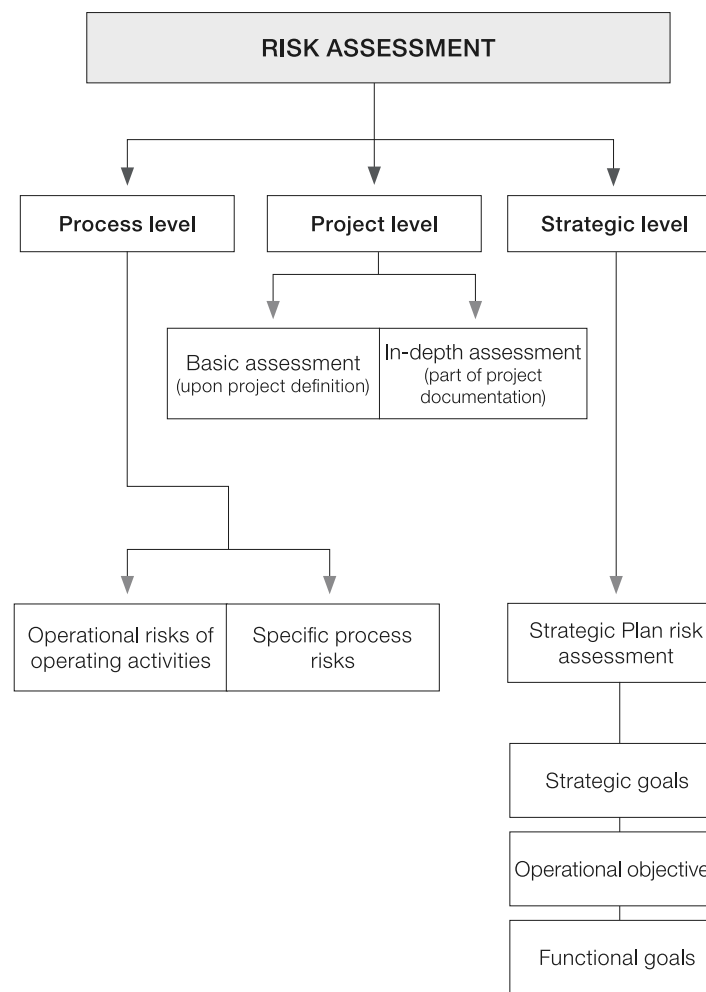 RISK ASSESSMENT
Process level
Project level
Strategic level
Basic assessment
(upon project definition)
In-depth assessment
(part of project
documentation)
Operational risks of
operating activities
Specific process
risks
Strategic Plan risk
assessment
Strategic goals
Operational objective
Functional goals